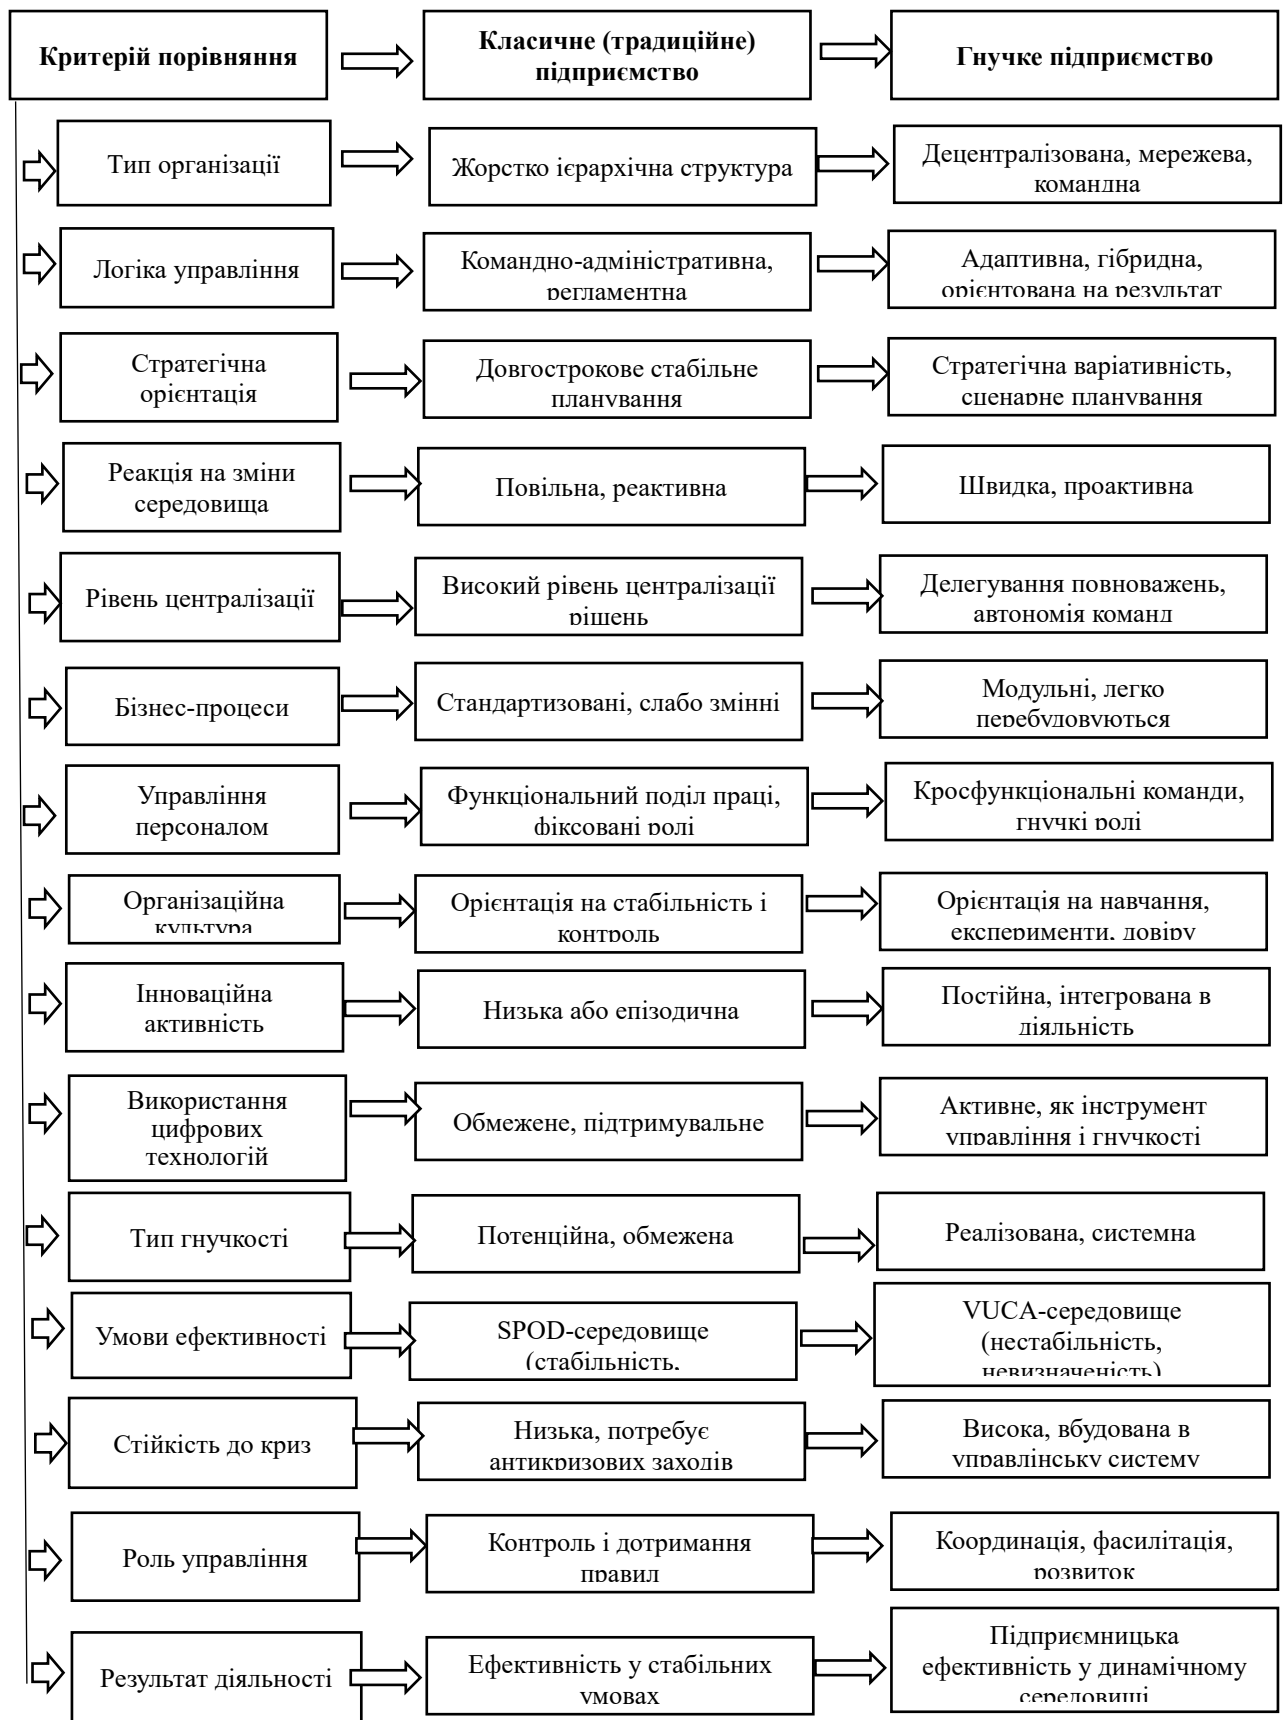 Критерій порівняння
Класичне (традиційне)
підприємство
Гнучке підприємство
Тип організації
Жорстко ієрархічна структура
Децентралізована, мережева,
командна
Логіка управління
Командно-адміністративна,
регламентна
Адаптивна, гібридна,
орієнтована на результат
Стратегічна
орієнтація
Довгострокове стабільне
планування
Стратегічна варіативність,
сценарне планування
Реакція на зміни
середовища
Повільна, реактивна
Швидка, проактивна
Рівень централізації
Високий рівень централізації
рішень
Делегування повноважень,
автономія команд
Бізнес-процеси
Стандартизовані, слабо змінні
Модульні, легко
перебудовуються
Управління
персоналом
Функціональний поділ праці,
фіксовані ролі
Кросфункціональні команди,
гнучкі ролі
Організаційна
культура
Орієнтація на стабільність і
контроль
Орієнтація на навчання,
експерименти, довіру
Інноваційна
активність
Низька або епізодична
Постійна, інтегрована в
діяльність
Використання
цифрових
технологій
Обмежене, підтримувальне
Активне, як інструмент
управління і гнучкості
Тип гнучкості
Потенційна, обмежена
Реалізована, системна
Умови ефективності
SPOD-середовище
(стабільність,
VUCA-середовище
(нестабільність,
невизначеність)
Стійкість до криз
Низька, потребує
антикризових заходів
Висока, вбудована в
управлінську систему
Роль управління
Контроль і дотримання
правил
Координація, фасилітація,
розвиток
Результат діяльності
Ефективність у стабільних
умовах
Підприємницька
ефективність у динамічному
середовищі